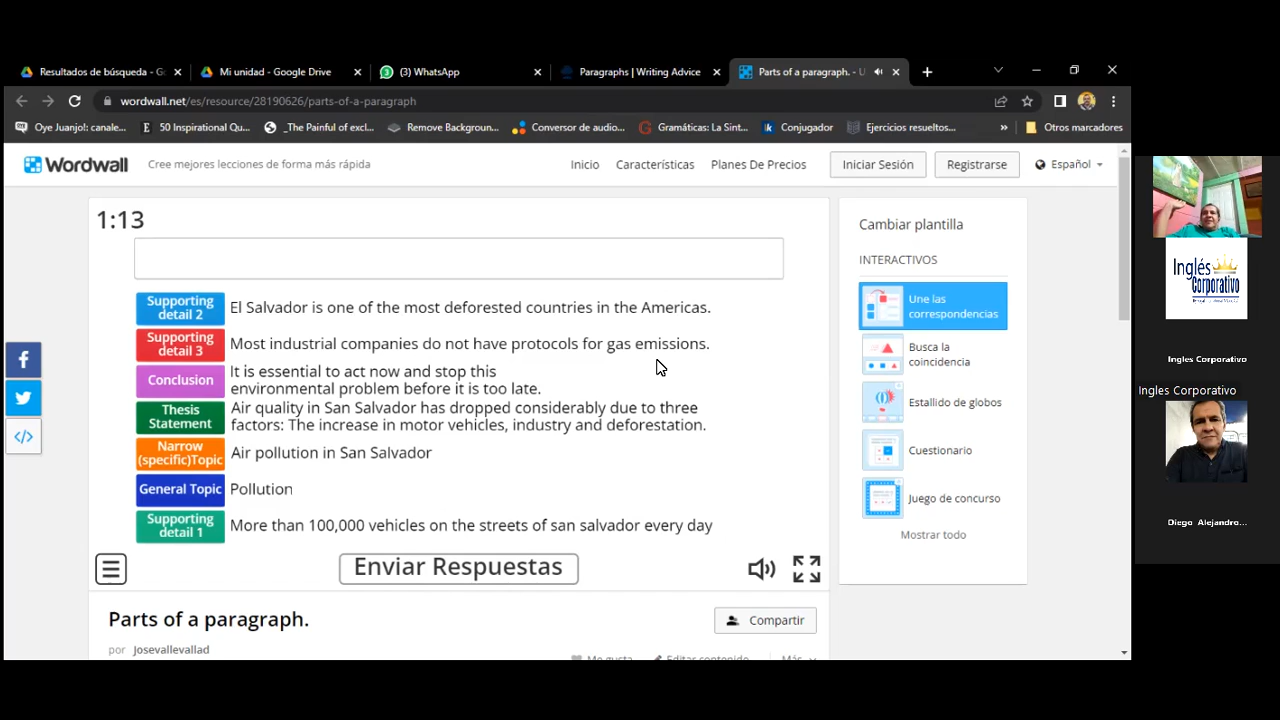 Resultados de búsqueda - Go
Mi unidad - Google Drive
(3) WhatsApp
Paragraphs | Writing Advice
Parts of a paragraph. - U
wordwall.net/es/resource/28190626/parts-of-a-paragraph
Oye Juanjo!: canale...
50 Inspirational Qu...
_The Painful of excl...
Remove Backgroun...
Conversor de audio...
Gramáticas: La Sint...
Conjugador
Ejercicios resueltos...
»
Otros marcadores
Wordwall
Cree mejores lecciones de forma más rápida
Inicio
Características
Planes De Precios
Iniciar Sesión
Registrarse
Español
1:13
Supporting detail 2 El Salvador is one of the most deforested countries in the Americas.
Supporting detail 3 Most industrial companies do not have protocols for gas emissions.
Conclusion It is essential to act now and stop this
environmental problem before it is too late.
Thesis Statement Air quality in San Salvador has dropped considerably due to three
factors: The increase in motor vehicles, industry and deforestation.
Narrow (specific)Topic Air pollution in San Salvador
General Topic Pollution
Supporting detail 1 More than 100,000 vehicles on the streets of san salvador every day
Enviar Respuestas
Parts of a paragraph.
Compartir
por Josevallevallad
Me gusta
Editar contenido
Más
Cambiar plantilla
INTERACTIVOS
Une las
correspondencias
Busca la
coincidencia
Estallido de globos
Cuestionario
Juego de concurso
Mostrar todo
Inglés
Corporativo
Ingles Corporativo
Ingles Corporativo
Diego Alejandro...